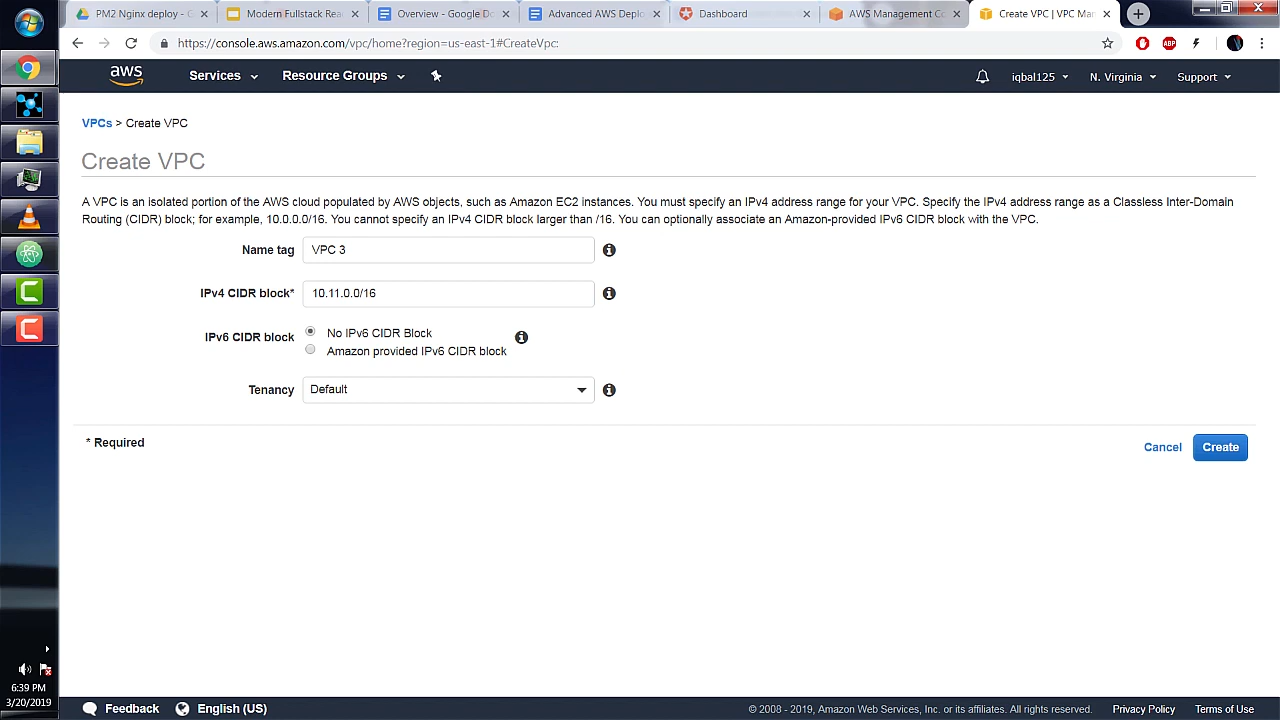 PM2 Nginx deploy - G
Modern Fullstack Rea
Overview - Google Do
Advanced AWS Deplo
Dashboard
AWS Management Co
Create VPC | VPC Man
https://console.aws.amazon.com/vpc/home?region=us-east-1#CreateVpc:
ABP
aws
Services
Resource Groups
iqbal125
N. Virginia
Support
VPCs > Create VPC
Create VPC
A VPC is an isolated portion of the AWS cloud populated by AWS objects, such as Amazon EC2 instances. You must specify an IPv4 address range for your VPC. Specify the IPv4 address range as a Classless Inter-Domain
Routing (CIDR) block; for example, 10.0.0.0/16. You cannot specify an IPv4 CIDR block larger than /16. You can optionally associate an Amazon-provided IPv6 CIDR block with the VPC.
Name tag VPC 3
IPv4 CIDR block* 10.11.0.0/16
IPv6 CIDR block
No IPv6 CIDR Block
Amazon provided IPv6 CIDR block
Tenancy Default
* Required
Cancel
Create
6:39 PM
3/20/2019
Feedback
English (US)
© 2008 - 2019, Amazon Web Services, Inc. or its affiliates. All rights reserved.
Privacy Policy
Terms of Use